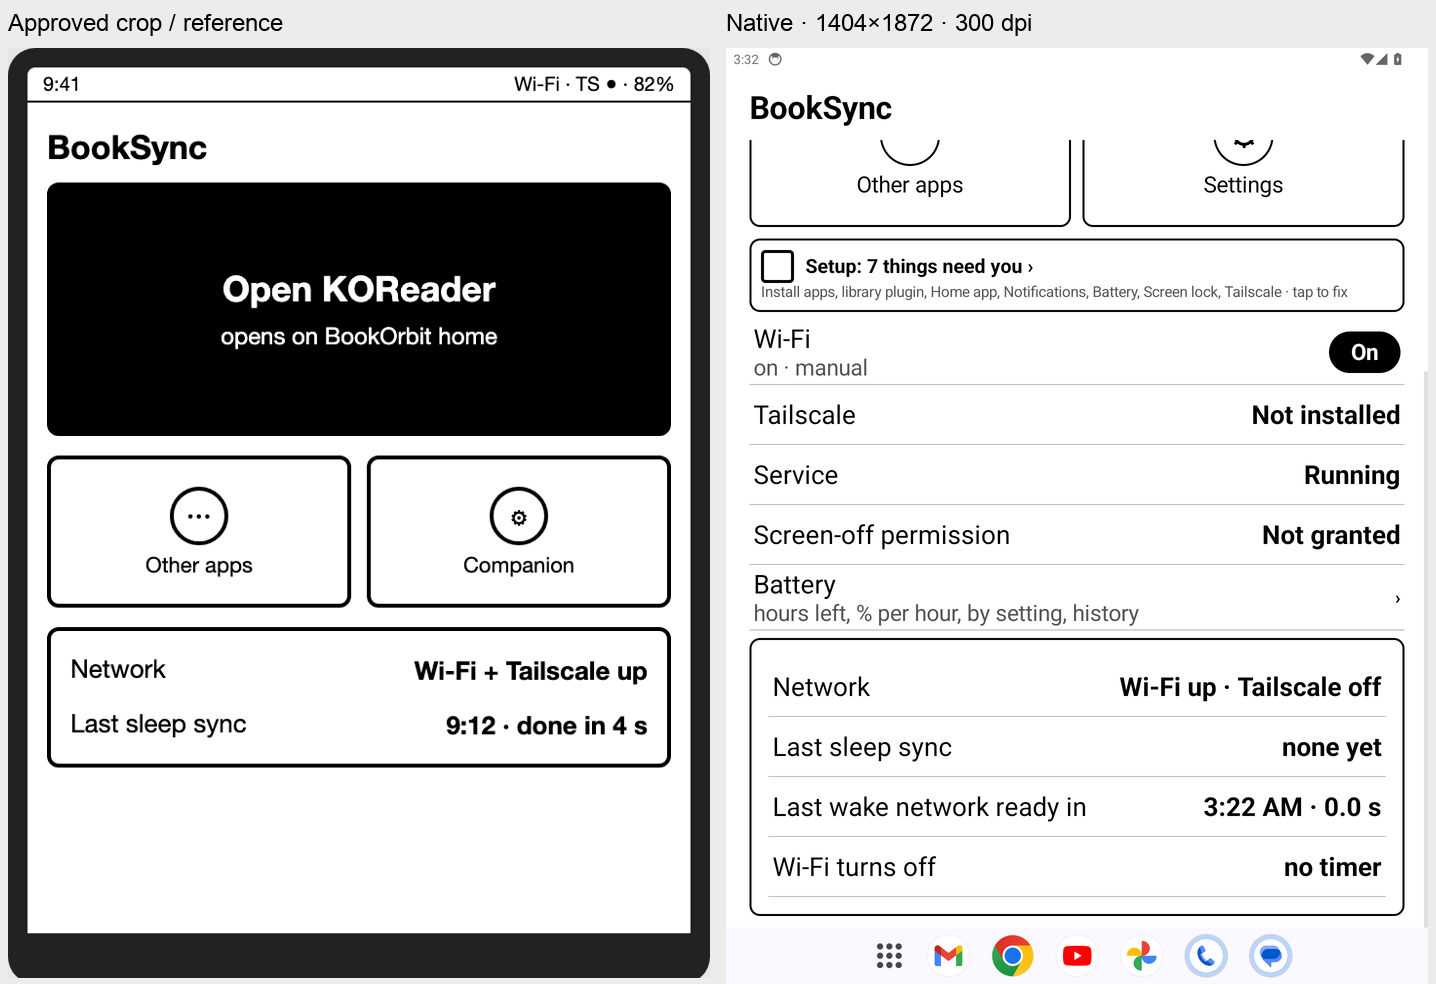 Approved crop / reference
9:41
Wi-Fi · TS ● · 82%
BookSync
Open KOReader
opens on BookOrbit home
Other apps
Companion
Network
Wi-Fi + Tailscale up
Last sleep sync
9:12 · done in 4 s
Native · 1404×1872 · 300 dpi
3:32
BookSync
Other apps
Settings
Setup: 7 things need you ›
Install apps, library plugin, Home app, Notifications, Battery, Screen lock, Tailscale · tap to fix
Wi-Fi
on · manual
On
Tailscale
Not installed
Service
Running
Screen-off permission
Not granted
Battery
hours left, % per hour, by setting, history
›
Network
Wi-Fi up · Tailscale off
Last sleep sync
none yet
Last wake network ready in
3:22 AM · 0.0 s
Wi-Fi turns off
no timer